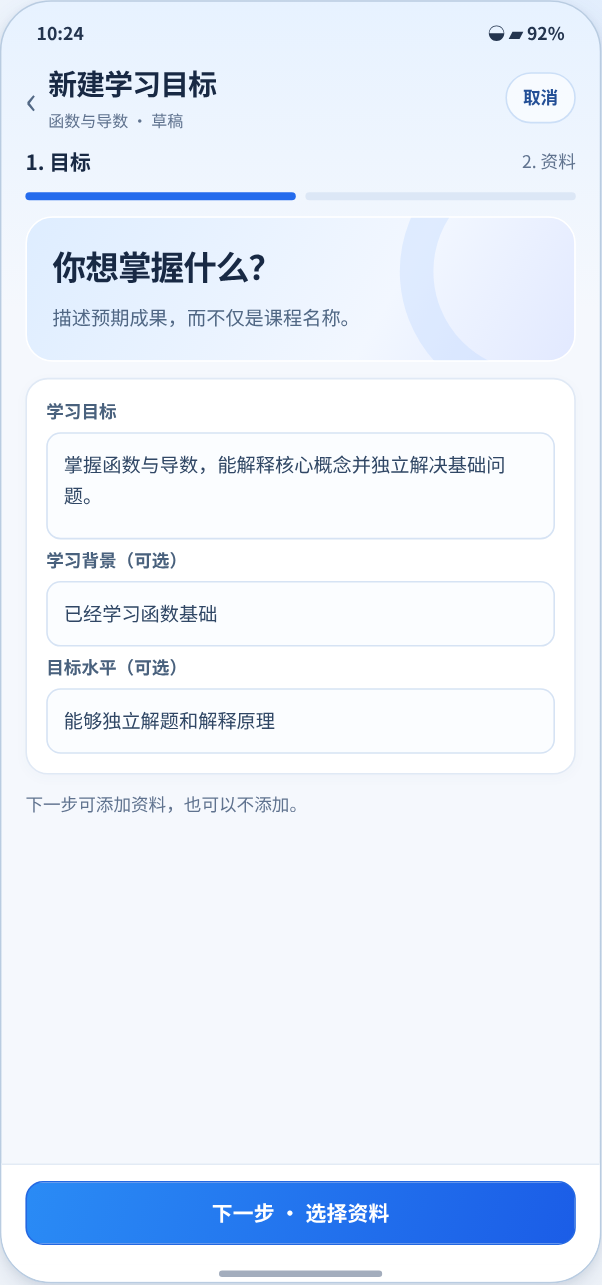 10:24
92%
新建学习目标
函数与导数 · 草稿
取消
1. 目标
2. 资料
你想掌握什么？
描述预期成果，而不仅是课程名称。
学习目标
掌握函数与导数，能解释核心概念并独立解决基础问
题。
学习背景（可选）
已经学习函数基础
目标水平（可选）
能够独立解题和解释原理
下一步可添加资料，也可以不添加。
下一步 · 选择资料